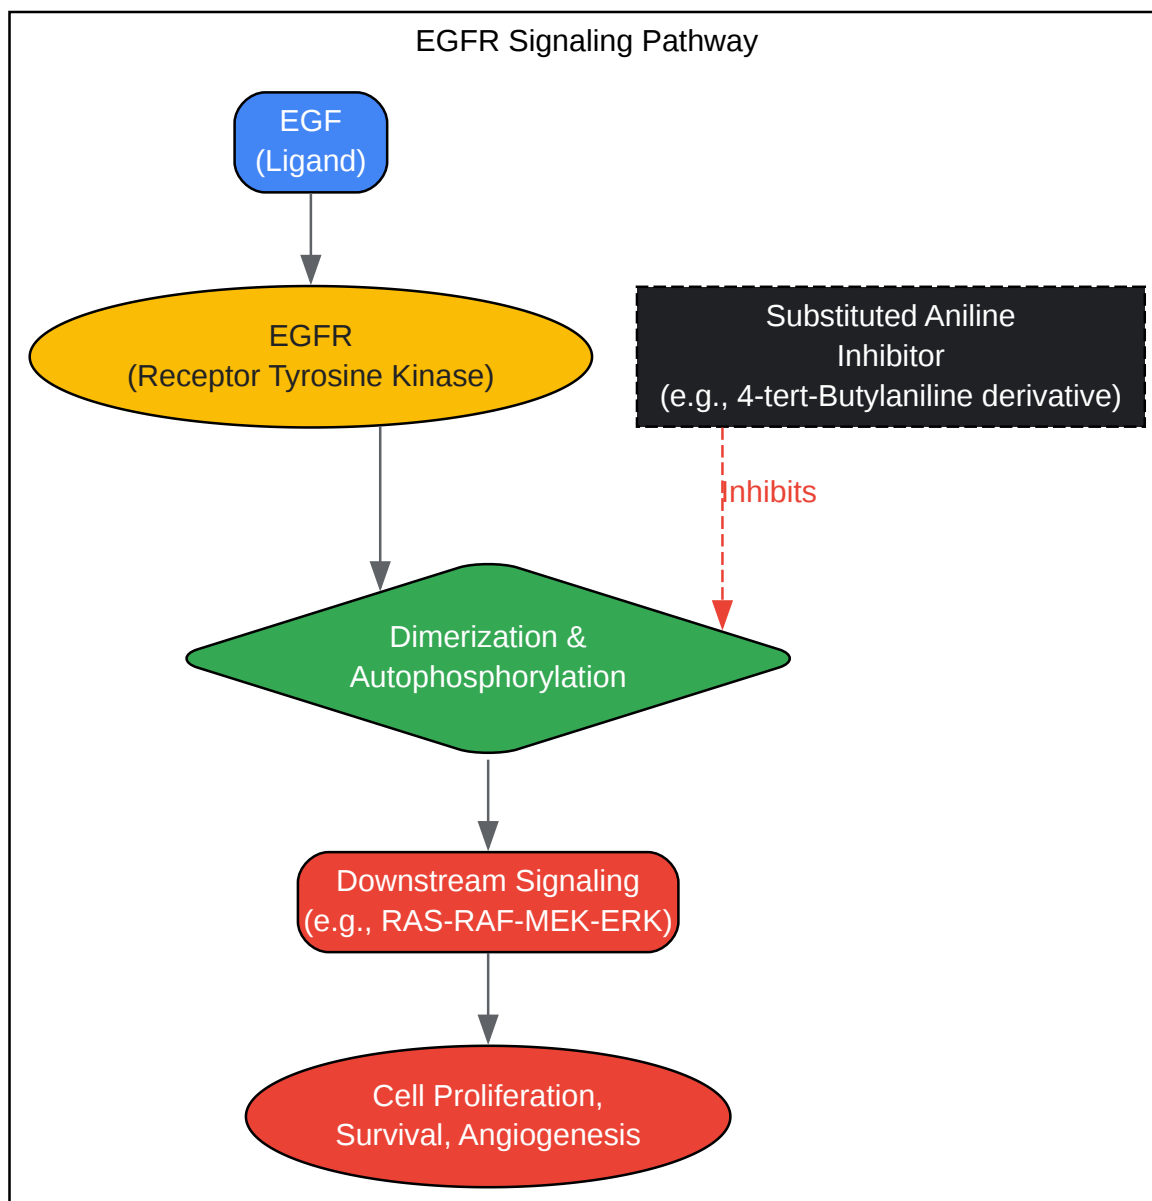 EGFR Signaling Pathway
EGF
(Ligand)
EGFR
(Receptor Tyrosine Kinase)
Substituted Aniline
Inhibitor
(e.g., 4-tert-Butylaniline derivative)
Inhibits
Dimerization &
Autophosphorylation
Downstream Signaling
(e.g., RAS-RAF-MEK-ERK)
Cell Proliferation,
Survival, Angiogenesis